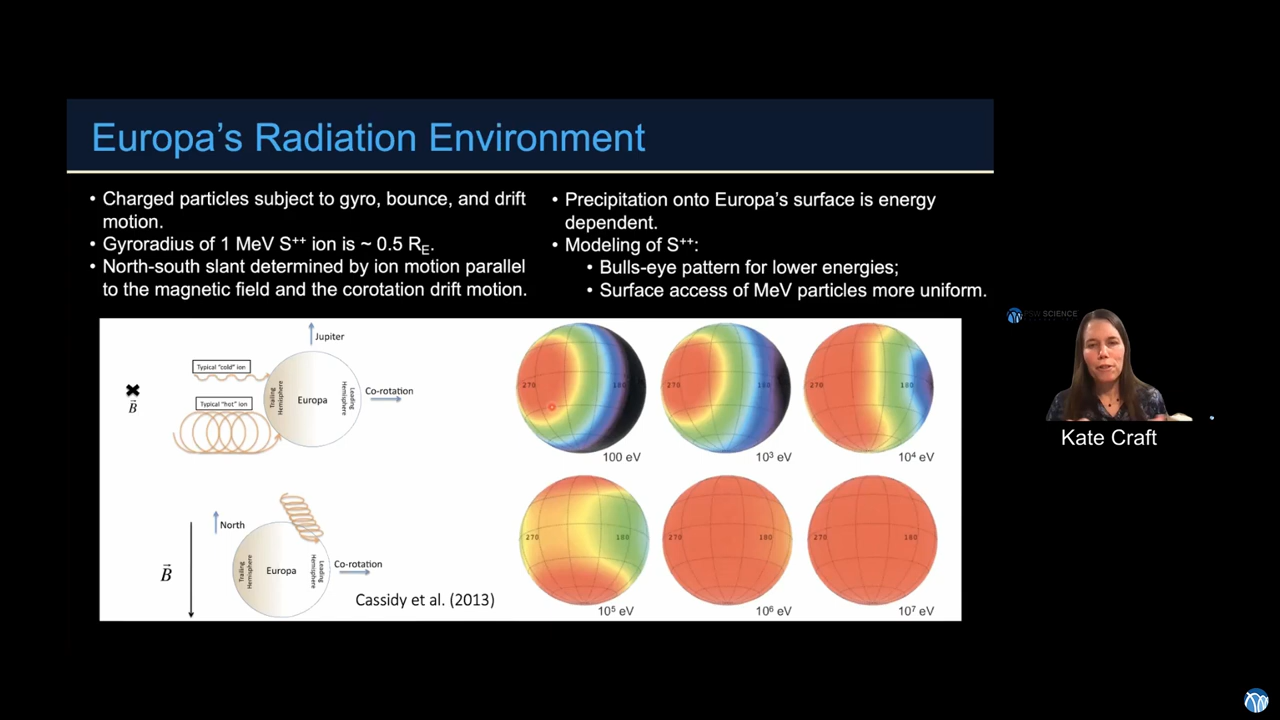 Europa's Radiation Environment
• Charged particles subject to gyro, bounce, and drift
motion.
• Gyroradius of 1 MeV S⁺⁺ ion is ~ 0.5 R_E.
• North-south slant determined by ion motion parallel
to the magnetic field and the corotation drift motion.
• Precipitation onto Europa's surface is energy
dependent.
• Modeling of S⁺⁺:
• Bulls-eye pattern for lower energies;
• Surface access of MeV particles more uniform.
Jupiter
Typical "cold" ion
Typical "hot" ion
B
Trailing
Hemisphere
Europa
Leading
Hemisphere
Co-rotation
North
B
Trailing
Hemisphere
Europa
Leading
Hemisphere
Co-rotation
Cassidy et al. (2013)
270 180
100 eV
270 180
10³ eV
270 180
10⁴ eV
270 180
10⁵ eV
270 180
10⁶ eV
270 180
10⁷ eV
PSW SCIENCE
Kate Craft